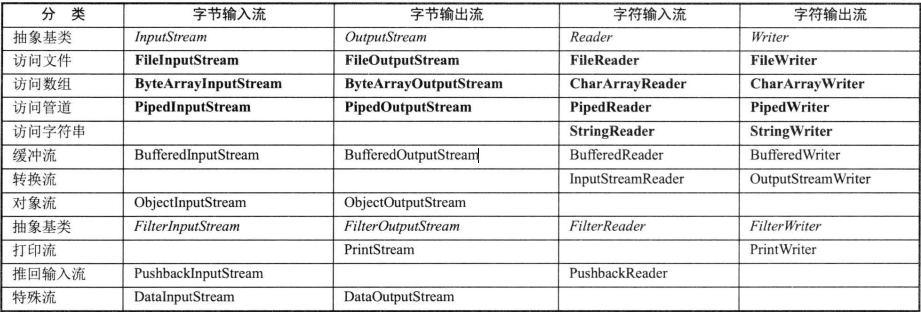 分 类 字节输入流 字节输出流 字符输入流 字符输出流
抽象基类 InputStream OutputStream Reader Writer
访问文件 FileInputStream FileOutputStream FileReader FileWriter
访问数组 ByteArrayInputStream ByteArrayOutputStream CharArrayReader CharArrayWriter
访问管道 PipedInputStream PipedOutputStream PipedReader PipedWriter
访问字符串 StringReader StringWriter
缓冲流 BufferedInputStream BufferedOutputStream BufferedReader BufferedWriter
转换流 InputStreamReader OutputStreamWriter
对象流 ObjectInputStream ObjectOutputStream
抽象基类 FilterInputStream FilterOutputStream FilterReader FilterWriter
打印流 PrintStream PrintWriter
推回输入流 PushbackInputStream PushbackReader
特殊流 DataInputStream DataOutputStream